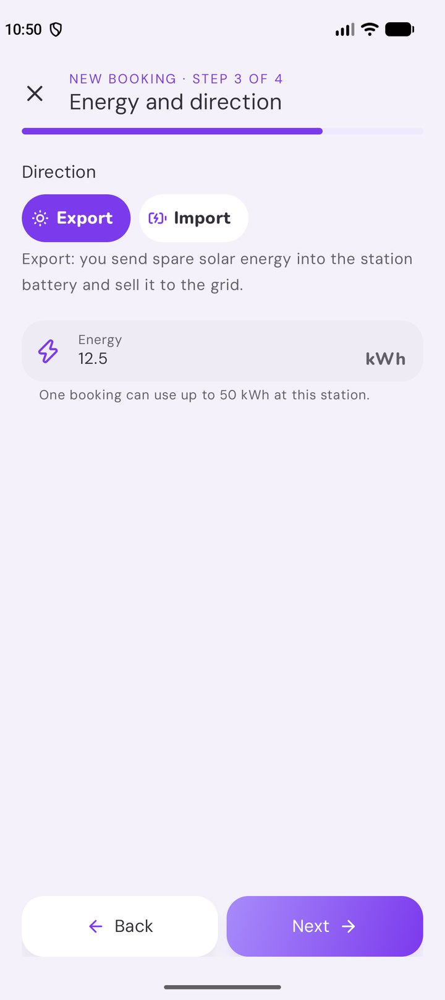 10:50
NEW BOOKING · STEP 3 OF 4
Energy and direction
Direction
Export
Import
Export: you send spare solar energy into the station
battery and sell it to the grid.
Energy
12.5
kWh
One booking can use up to 50 kWh at this station.
Back
Next